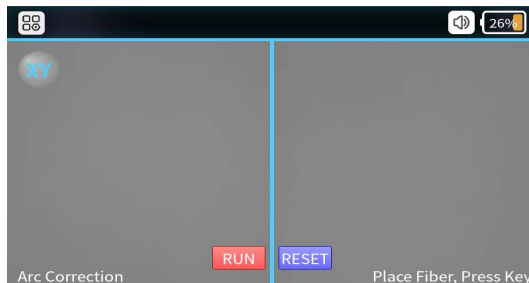 26%
XY
RUN RESET
Arc Correction
Place Fiber, Press Key